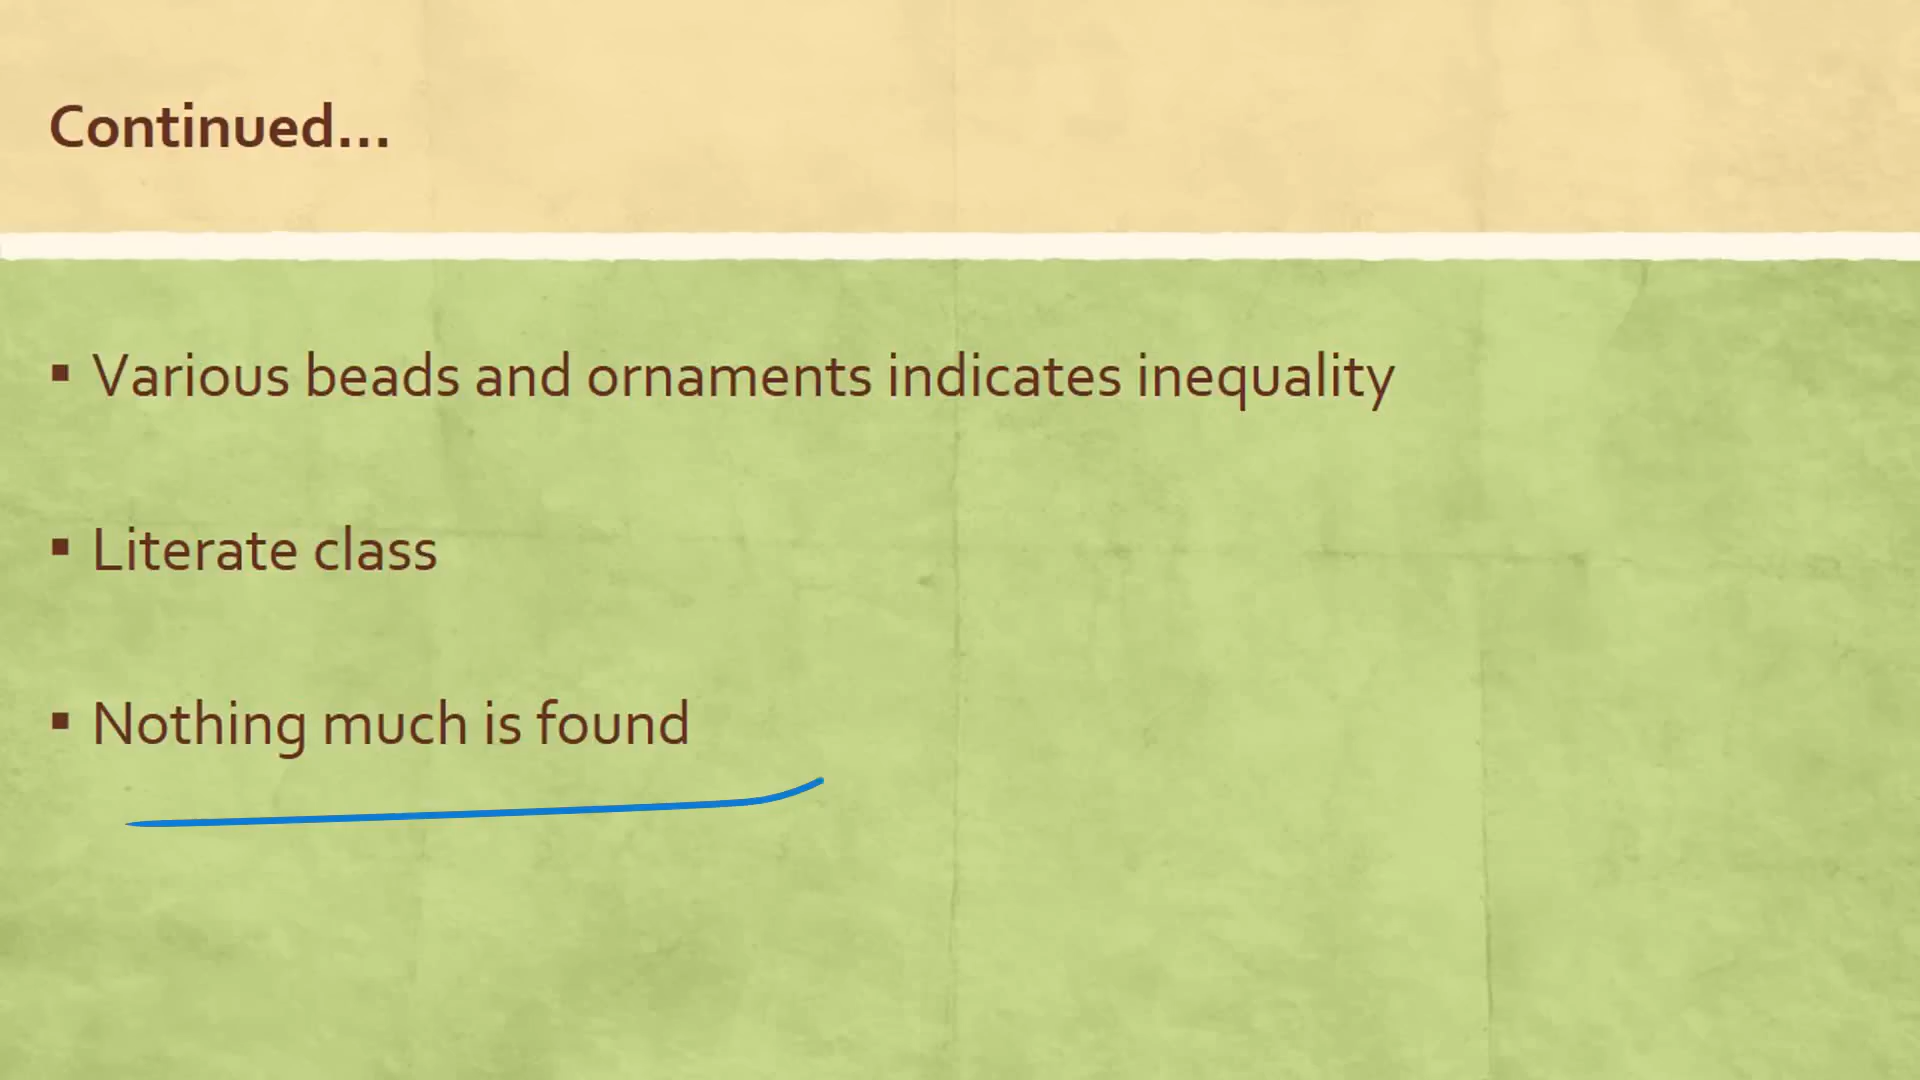 Continued...
▪ Various beads and ornaments indicates inequality
▪ Literate class
▪ Nothing much is found